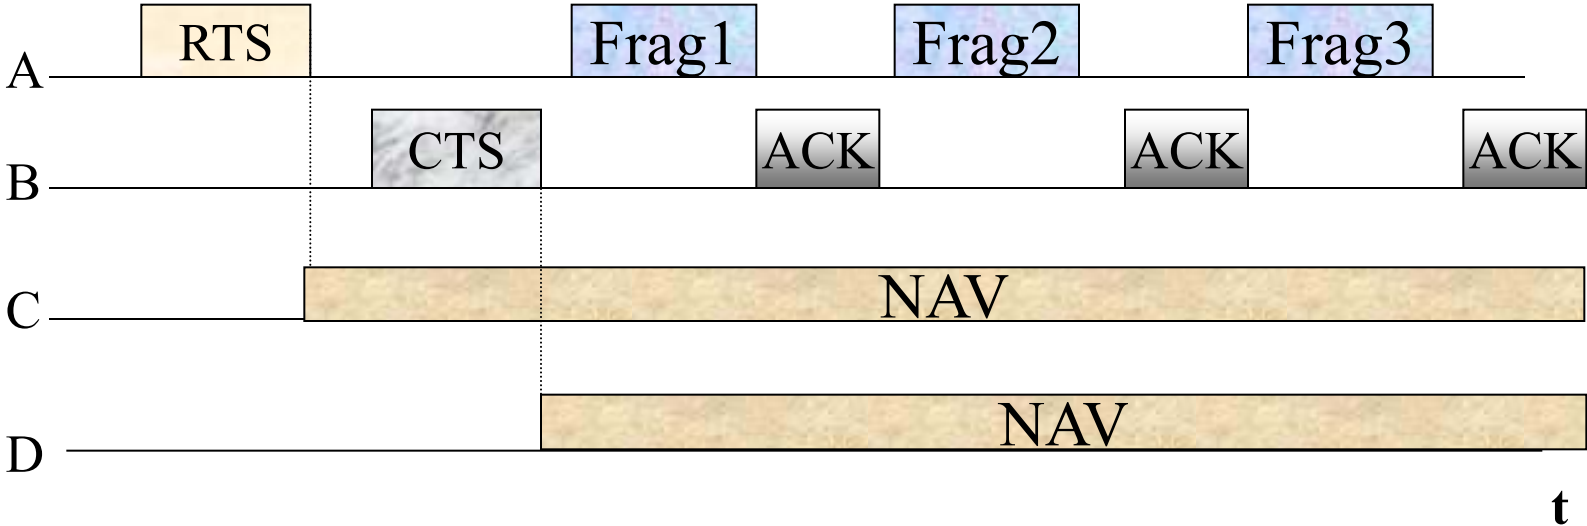 RTS Frag1 Frag2 Frag3
A
CTS ACK ACK ACK
B
NAV
C
NAV
D
t